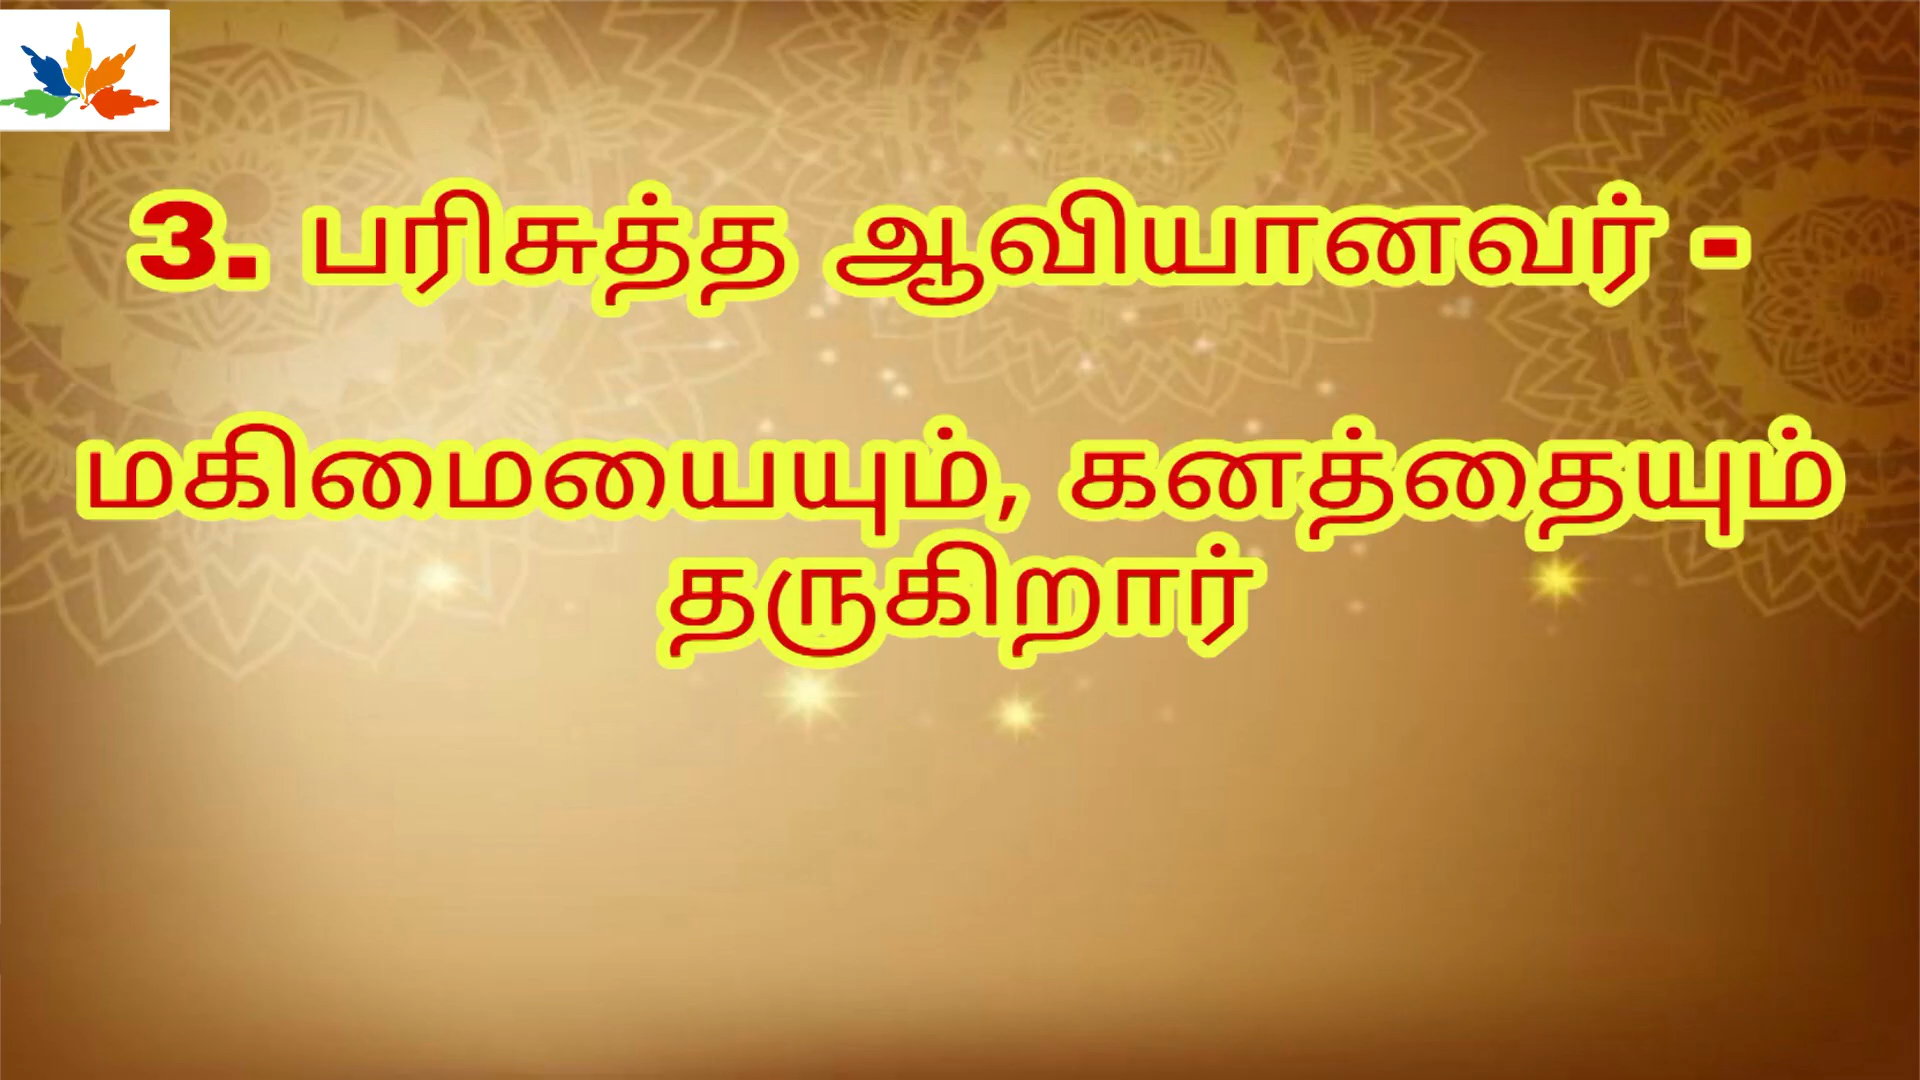 3. பரிசுத்த ஆவியானவர் -
மகிமையையும், கனத்தையும்
தருகிறார்